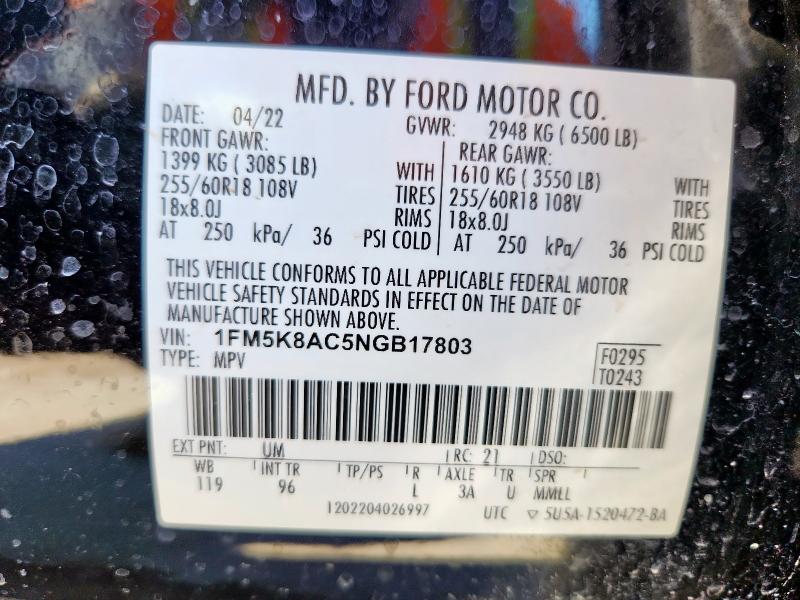 MFD. BY FORD MOTOR CO.
DATE: 04/22 GVWR: 2948 KG ( 6500 LB)
FRONT GAWR: REAR GAWR:
1399 KG ( 3085 LB) WITH 1610 KG ( 3550 LB) WITH
255/60R18 108V TIRES 255/60R18 108V TIRES
18x8.0J RIMS 18x8.0J RIMS
AT 250 kPa/ 36 PSI COLD AT 250 kPa/ 36 PSI COLD
THIS VEHICLE CONFORMS TO ALL APPLICABLE FEDERAL MOTOR
VEHICLE SAFETY STANDARDS IN EFFECT ON THE DATE OF
MANUFACTURE SHOWN ABOVE.
VIN: 1FM5K8AC5NGB17803
TYPE: MPV
F0295
T0243
EXT PNT: UM RC: 21 DSO:
WB INT TR TP/PS R AXLE TR SPR
119 96 L 3A U MMLL
1202204026997 UTC ▽ 5U5A-1520472-BA